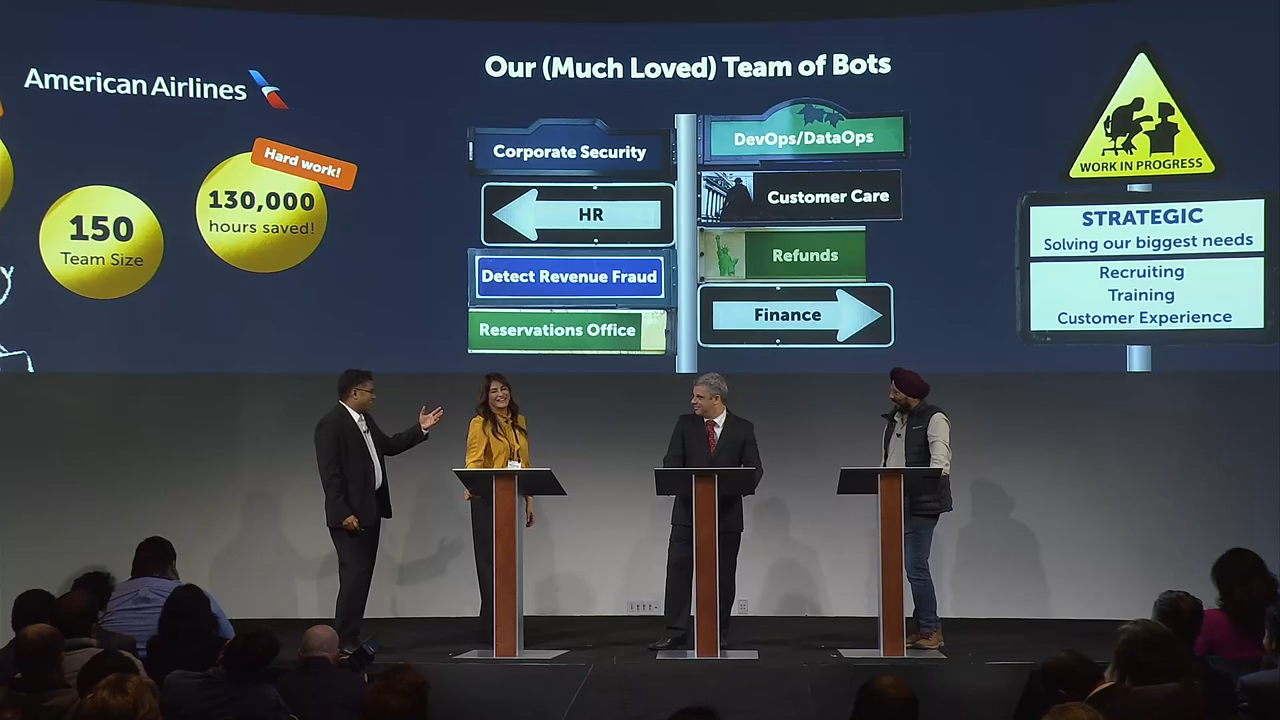 American Airlines
150
Team Size
Hard work!
130,000
hours saved!
Our (Much Loved) Team of Bots
Corporate Security
HR
Detect Revenue Fraud
Reservations Office
DevOps/DataOps
Customer Care
Refunds
Finance
WORK IN PROGRESS
STRATEGIC
Solving our biggest needs
Recruiting
Training
Customer Experience